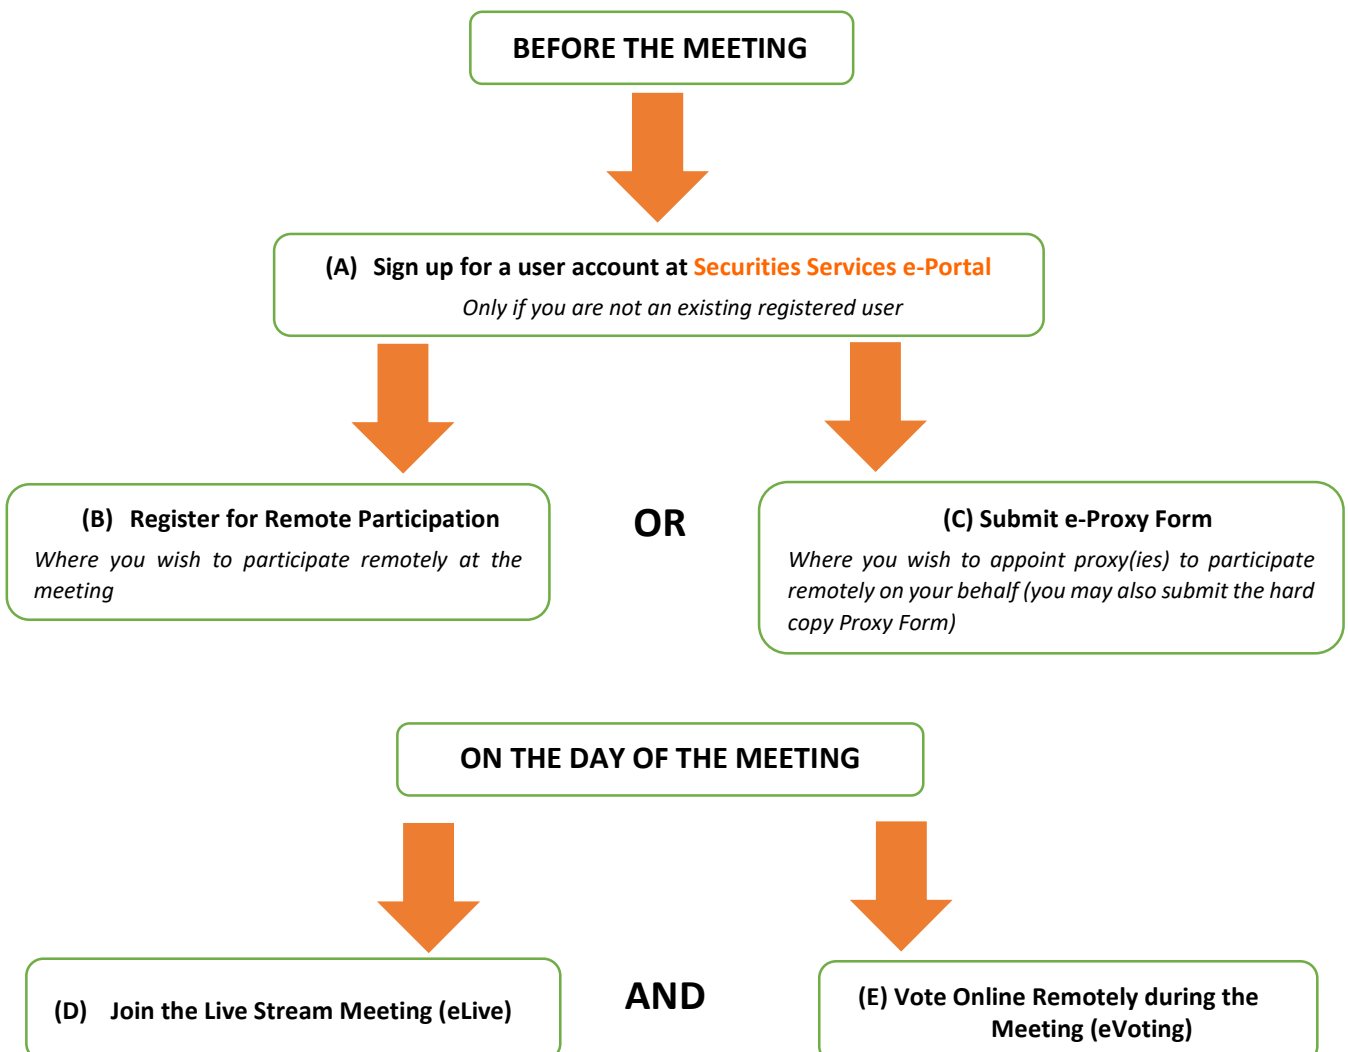 BEFORE THE MEETING
(A) Sign up for a user account at Securities Services e-Portal
Only if you are not an existing registered user
(B) Register for Remote Participation
Where you wish to participate remotely at the
meeting
OR
(C) Submit e-Proxy Form
Where you wish to appoint proxy(ies) to participate
remotely on your behalf (you may also submit the hard
copy Proxy Form)
ON THE DAY OF THE MEETING
(D) Join the Live Stream Meeting (eLive)
AND
(E) Vote Online Remotely during the
Meeting (eVoting)